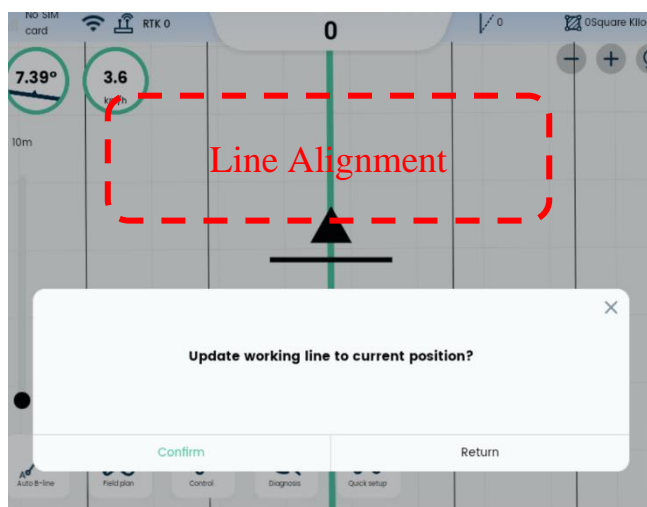 No SIM
card
RTK 0
0
0
0Square Kilo
7.39°
3.6
km/h
10m
Line Alignment
Update working line to current position?
Confirm
Return
Auto B-line
Field plan
Control
Diagnosis
Quick setup